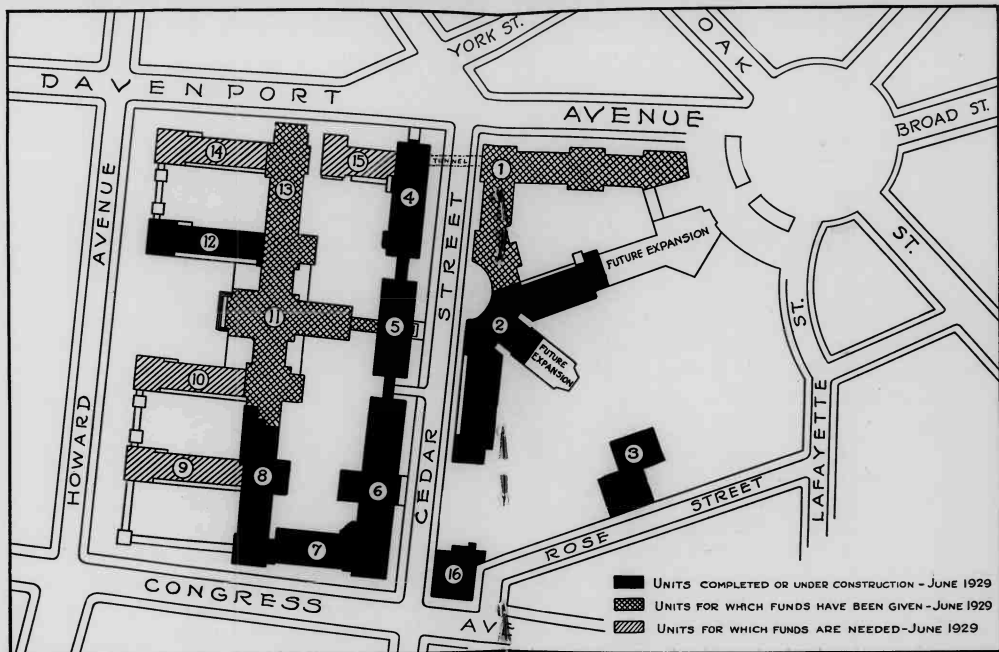 YORK ST.
OAK
DAVENPORT AVENUE
BROAD ST.
ST.
HOWARD AVENUE
CEDAR STREET
TUNNEL
14
13
15
4
1
12
11
5
2
FUTURE EXPANSION
FUTURE
EXPANSION
10
9
8
6
7
3
16
LAFAYETTE ST.
ROSE STREET
CONGRESS AVE
UNITS COMPLETED OR UNDER CONSTRUCTION - JUNE 1929
UNITS FOR WHICH FUNDS HAVE BEEN GIVEN - JUNE 1929
UNITS FOR WHICH FUNDS ARE NEEDED - JUNE 1929